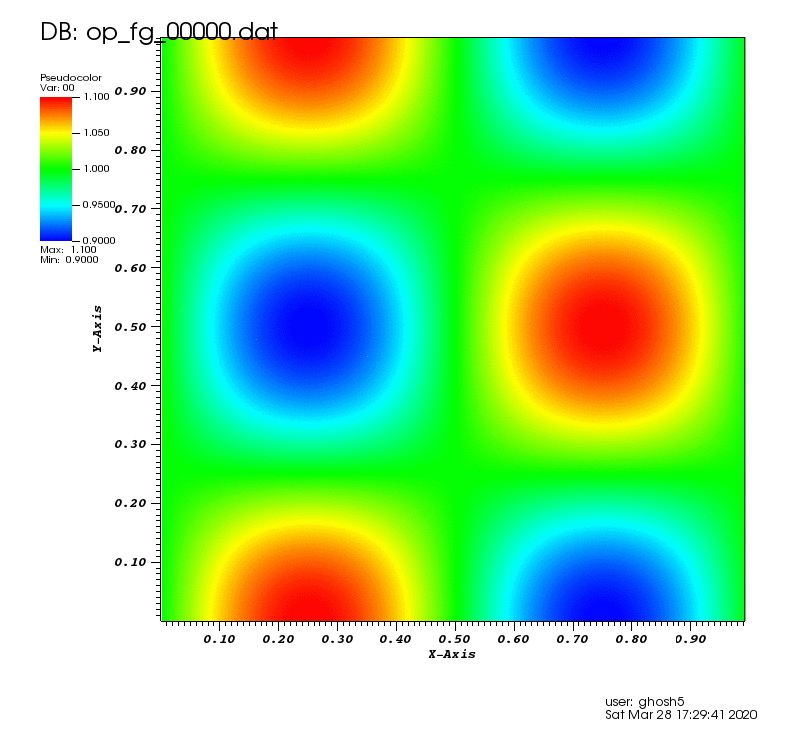 DB: op_fg_00000.dat
Pseudocolor
Var: 00
1.100
1.050
1.000
0.9500
0.9000
Max: 1.100
Min: 0.9000
0.90
0.80
0.70
0.60
0.50
0.40
0.30
0.20
0.10
Y-Axis
0.10 0.20 0.30 0.40 0.50 0.60 0.70 0.80 0.90
X-Axis
user: ghosh5
Sat Mar 28 17:29:41 2020